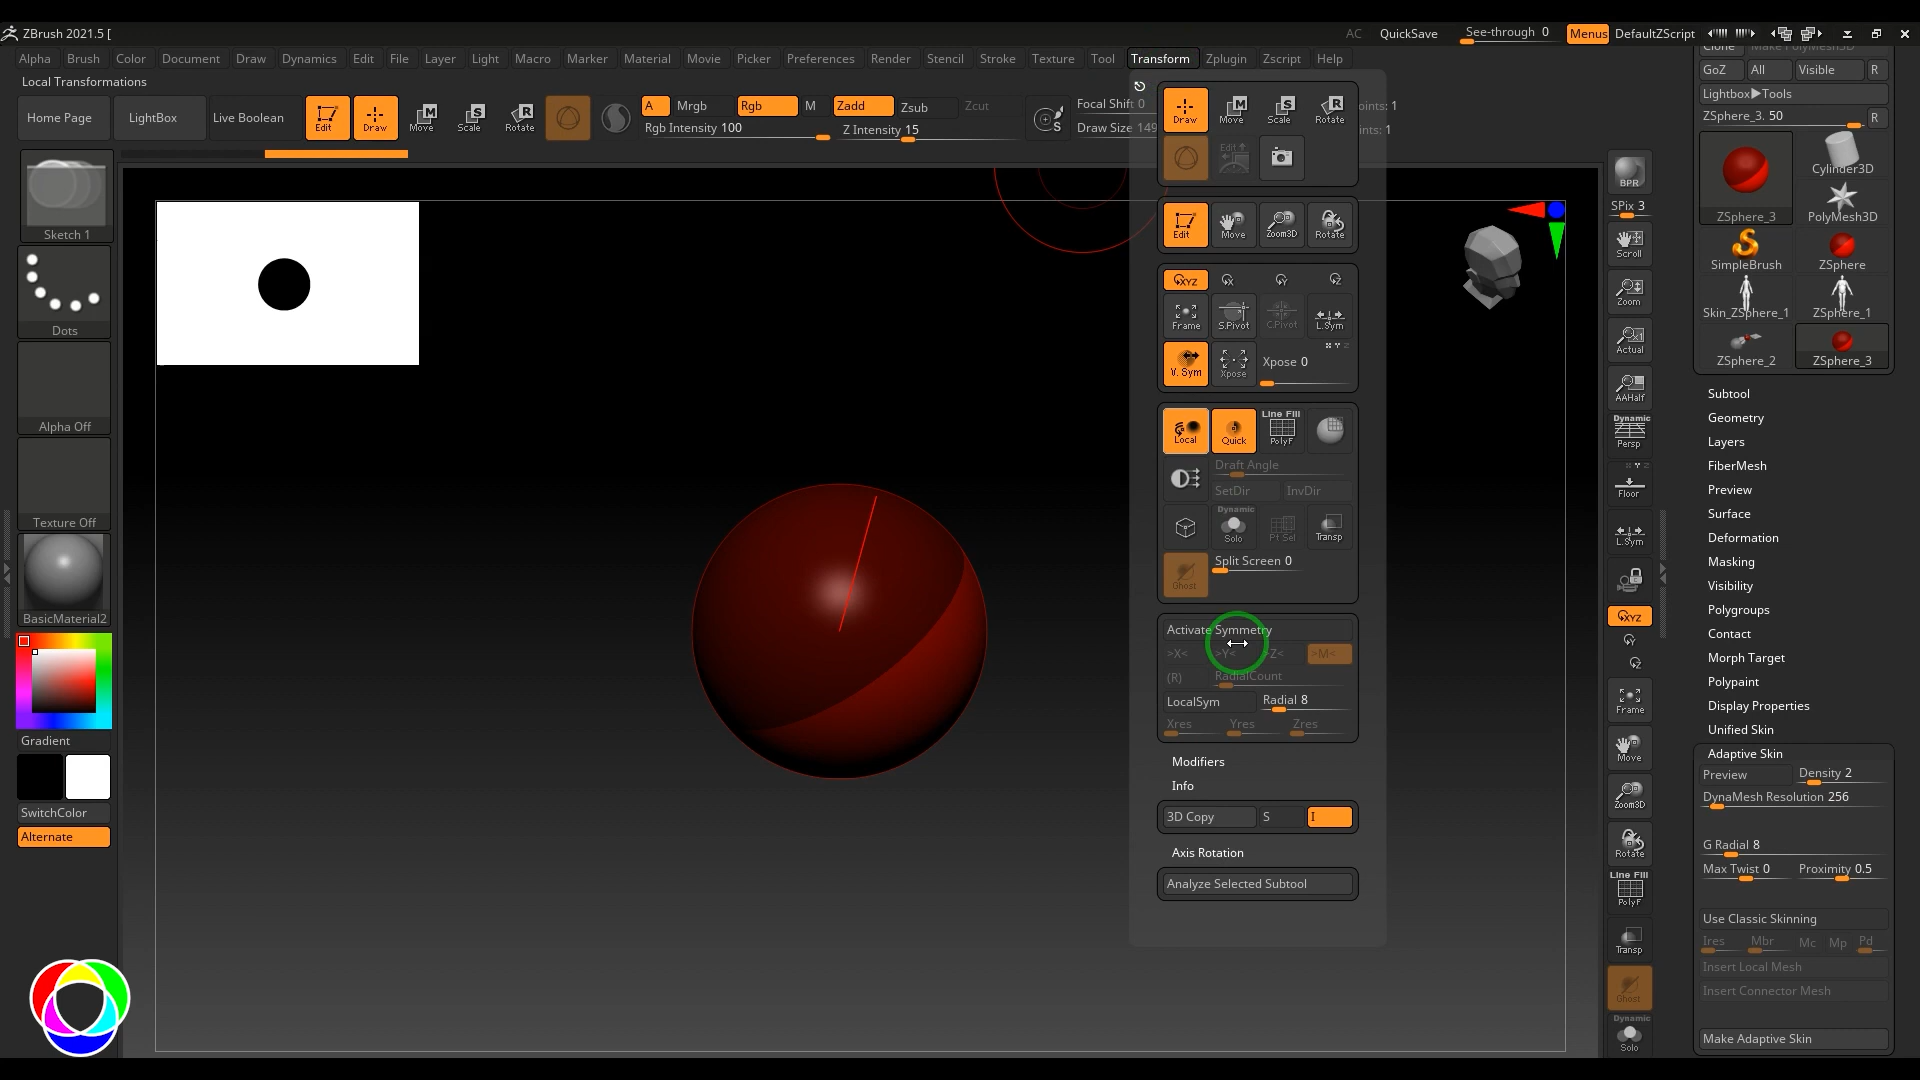 ZBrush 2021.5 [
AC QuickSave See-through 0 Menus DefaultZScript
Alpha Brush Color Document Draw Dynamics Edit File Layer Light Macro Marker Material Movie Picker Preferences Render Stencil Stroke Texture Tool Transform Zplugin Zscript Help
Local Transformations
Home Page LightBox Live Boolean Edit Draw Move Scale Rotate
A Mrgb Rgb M Zadd Zsub Zcut
Rgb Intensity 100 Z Intensity 15
S
Focal Shift 0
Draw Size 149
oints: 1
ints: 1
Sketch 1
Dots
Alpha Off
Texture Off
BasicMaterial2
Gradient
SwitchColor
Alternate
Draw Move Scale Rotate
Edit
Edit Move Zoom3D Rotate
XYZ X Y Z
Frame S.Pivot C.Pivot L.Sym
V. Sym Xpose Xpose 0
X Y Z
Local Quick Line Fill PolyF
Draft Angle
SetDir InvDir
Dynamic Solo Pt Sel Transp
Ghost Split Screen 0
Activate Symmetry
>X< >Y< >Z< >M<
(R) RadialCount
LocalSym Radial 8
Xres Yres Zres
Modifiers
Info
3D Copy S I
Axis Rotation
Analyze Selected Subtool
BPR
SPix 3
Scroll
Zoom
Actual
AAHalf
Dynamic
Persp
Floor
L.Sym
XYZ
Y
Z
Frame
Move
Zoom3D
Rotate
Line Fill
PolyF
Transp
Ghost
Dynamic
Solo
Clone Make PolyMesh3D
GoZ All Visible R
Lightbox▶Tools
ZSphere_3. 50 R
ZSphere_3 Cylinder3D
PolyMesh3D
SimpleBrush ZSphere
Skin_ZSphere_1 ZSphere_1
ZSphere_2 ZSphere_3
Subtool
Geometry
Layers
FiberMesh
Preview
Surface
Deformation
Masking
Visibility
Polygroups
Contact
Morph Target
Polypaint
Display Properties
Unified Skin
Adaptive Skin
Preview Density 2
DynaMesh Resolution 256
G Radial 8
Max Twist 0 Proximity 0.5
Use Classic Skinning
Ires Mbr Mc Mp Pd
Insert Local Mesh
Insert Connector Mesh
Make Adaptive Skin